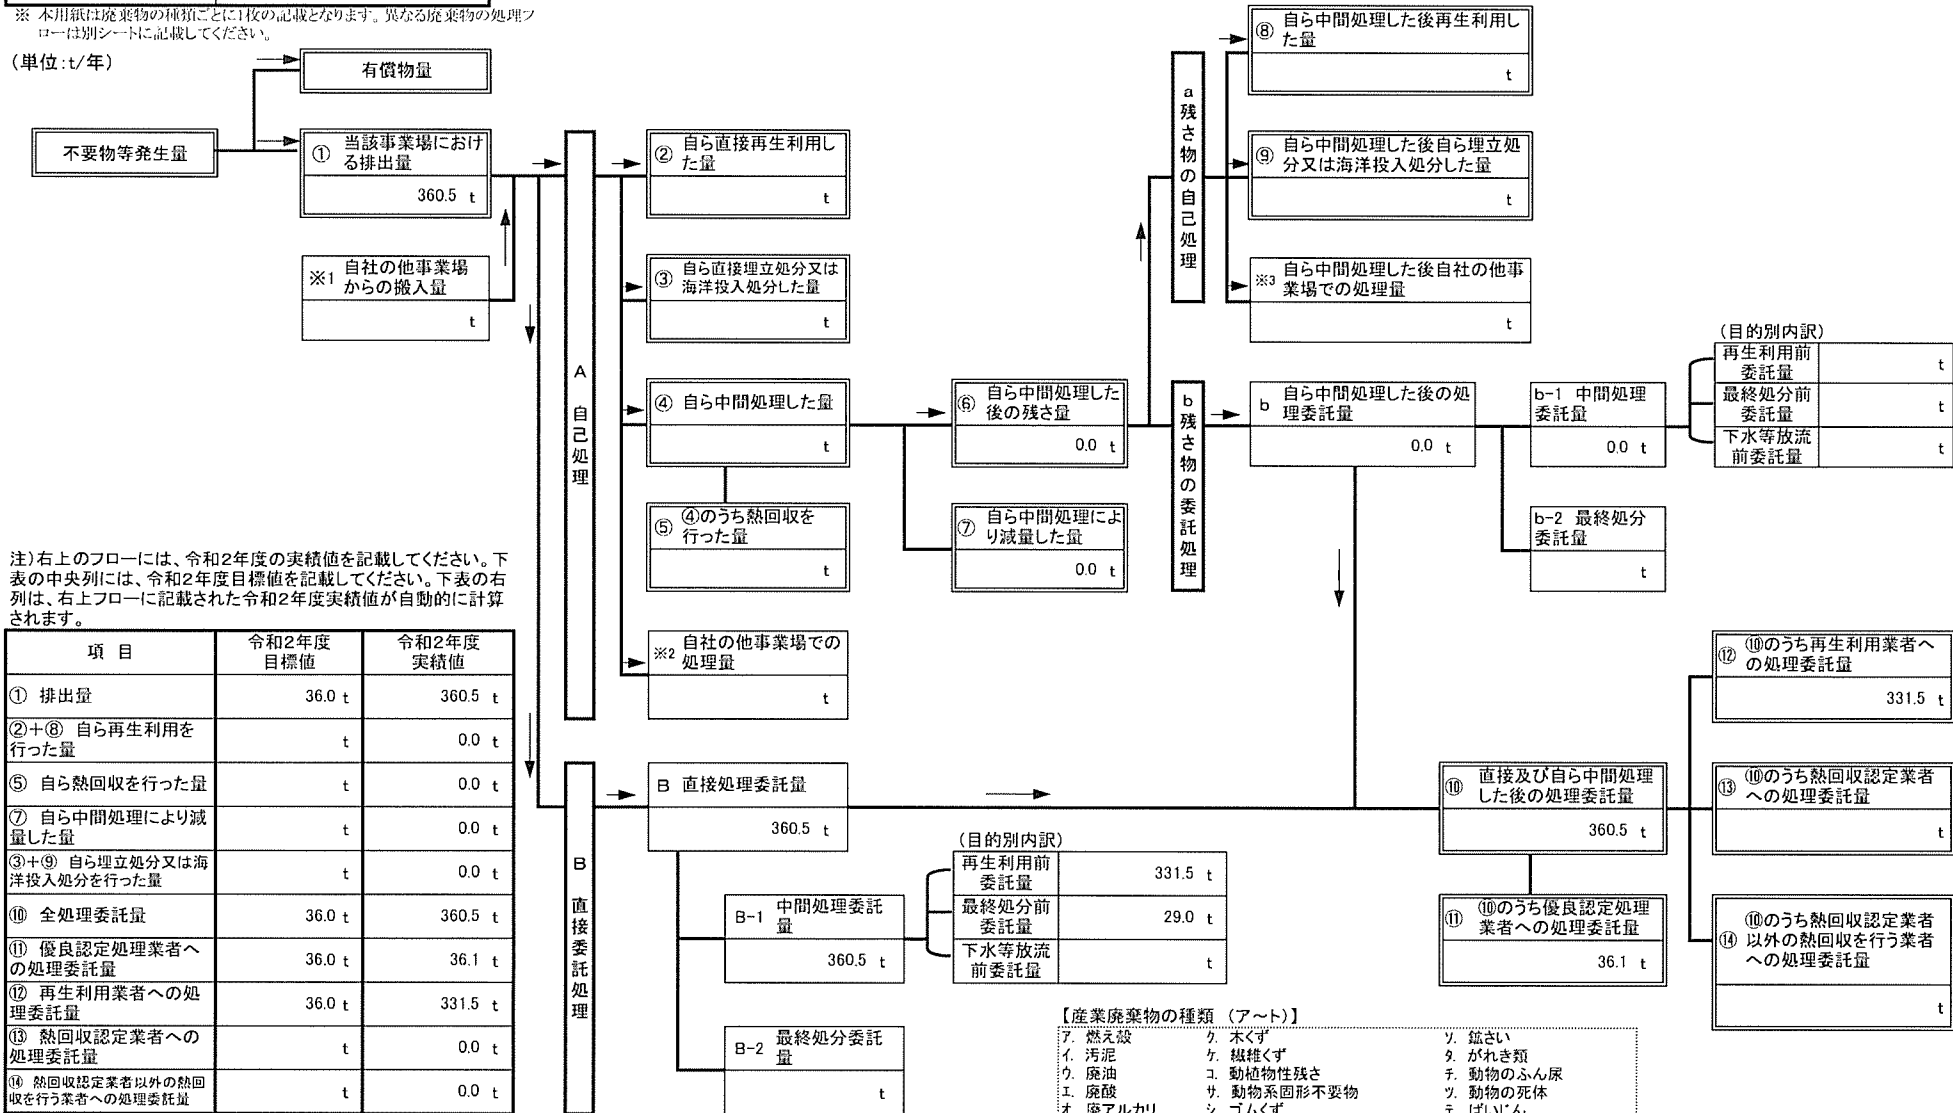 ※ 本用紙は廃棄物の種類ごとに1枚の記載となります。異なる廃棄物の処理フ
ローは別シートに記載してください。
(単位:t/年)
有償物量
不要物等発生量
① 当該事業場におけ
る排出量
360.5 t
※1 自社の他事業場
からの搬入量
t
A 自己処理
② 自ら直接再生利用し
た量
t
③ 自ら直接埋立処分又は
海洋投入処分した量
t
④ 自ら中間処理した量
t
⑤ ④のうち熱回収を
行った量
t
※2 自社の他事業場での
処理量
t
⑥ 自ら中間処理した
後の残さ量
0.0 t
⑦ 自ら中間処理によ
り減量した量
0.0 t
a 残さ物の自己処理
⑧ 自ら中間処理した後再生利用し
た量
t
⑨ 自ら中間処理した後自ら埋立処
分又は海洋投入処分した量
t
※3 自ら中間処理した後自社の他事
業場での処理量
t
b 残さ物の委託処理
b 自ら中間処理した後の処
理委託量
0.0 t
b-1 中間処理
委託量
0.0 t
(目的別内訳)
再生利用前
委託量
t
最終処分前
委託量
t
下水等放流
前委託量
t
b-2 最終処分
委託量
t
注)右上のフローには、令和2年度の実績値を記載してください。下
表の中央列には、令和2年度目標値を記載してください。下表の右
列は、右上フローに記載された令和2年度実績値が自動的に計算
されます。
項 目 令和2年度 目標値 令和2年度 実績値
① 排出量 36.0 t 360.5 t
②+⑧ 自ら再生利用を
行った量 t 0.0 t
⑤ 自ら熱回収を行った量 t 0.0 t
⑦ 自ら中間処理により減
量した量 t 0.0 t
③+⑨ 自ら埋立処分又は海
洋投入処分を行った量 t 0.0 t
⑩ 全処理委託量 36.0 t 360.5 t
⑪ 優良認定処理業者へ
の処理委託量 36.0 t 36.1 t
⑫ 再生利用業者への処
理委託量 36.0 t 331.5 t
⑬ 熱回収認定業者への
処理委託量 t 0.0 t
⑭ 熱回収認定業者以外の熱回
収を行う業者への処理委託量 t 0.0 t
B 直接委託処理
B 直接処理委託量
360.5 t
B-1 中間処理委託
量
360.5 t
(目的別内訳)
再生利用前
委託量
331.5 t
最終処分前
委託量
29.0 t
下水等放流
前委託量
t
B-2 最終処分委託
量
t
⑩ 直接及び自ら中間処理
した後の処理委託量
360.5 t
⑪ ⑩のうち優良認定処理
業者への処理委託量
36.1 t
⑫ ⑩のうち再生利用業者へ
の処理委託量
331.5 t
⑬ ⑩のうち熱回収認定業者
への処理委託量
t
⑭ ⑩のうち熱回収認定業者
以外の熱回収を行う業者
への処理委託量
t
【産業廃棄物の種類 (ア~ト)】
ア. 燃え殻 ク. 木くず ソ. 鉱さい
イ. 汚泥 ケ. 繊維くず タ. がれき類
ウ. 廃油 コ. 動植物性残さ チ. 動物のふん尿
エ. 廃酸 サ. 動物系固形不要物 ツ. 動物の死体
オ. 廃アルカリ シ. ゴムくず テ. ばいじん